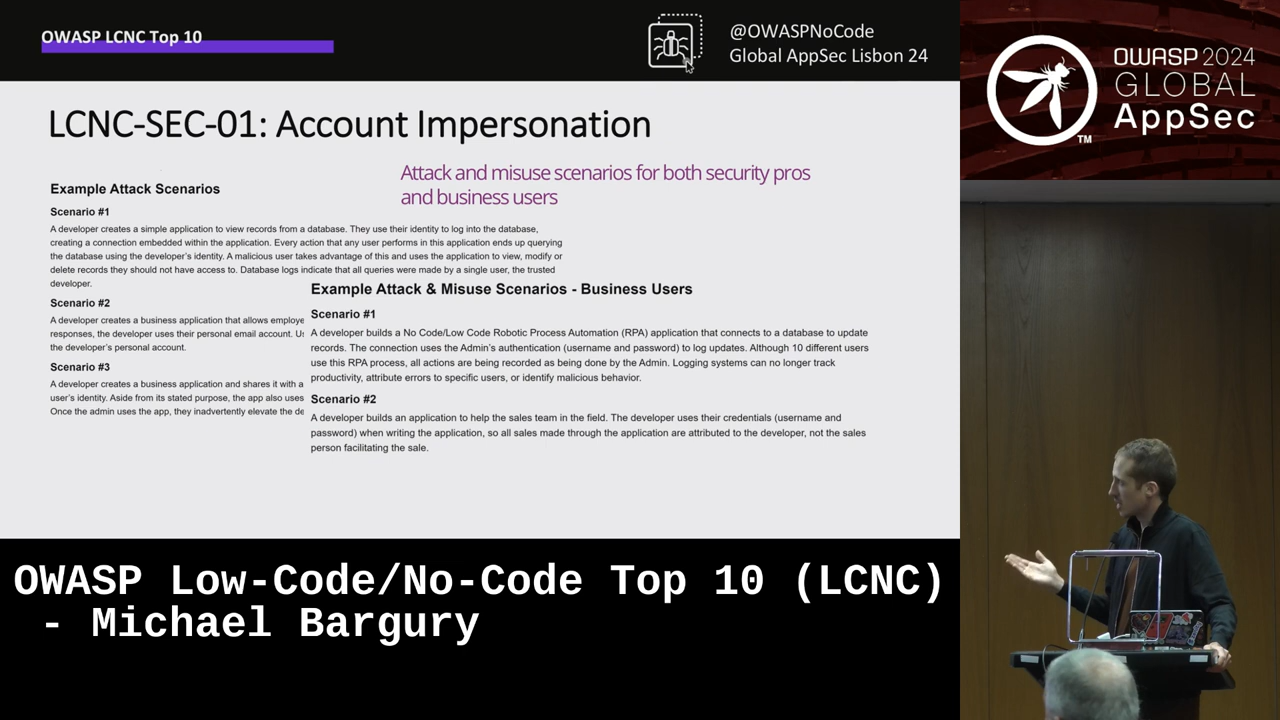 OWASP LCNC Top 10
@OWASPNoCode
Global AppSec Lisbon 24
OWASP 2024
GLOBAL
AppSec
TM
LCNC-SEC-01: Account Impersonation
Attack and misuse scenarios for both security pros
and business users
Example Attack Scenarios
Scenario #1
A developer creates a simple application to view records from a database. They use their identity to log into the database,
creating a connection embedded within the application. Every action that any user performs in this application ends up querying
the database using the developer's identity. A malicious user takes advantage of this and uses the application to view, modify or
delete records they should not have access to. Database logs indicate that all queries were made by a single user, the trusted
developer.
Scenario #2
A developer creates a business application that allows employe
responses, the developer uses their personal email account. Us
the developer's personal account.
Scenario #3
A developer creates a business application and shares it with a
user's identity. Aside from its stated purpose, the app also uses
Once the admin uses the app, they inadvertently elevate the de
Example Attack & Misuse Scenarios - Business Users
Scenario #1
A developer builds a No Code/Low Code Robotic Process Automation (RPA) application that connects to a database to update
records. The connection uses the Admin's authentication (username and password) to log updates. Although 10 different users
use this RPA process, all actions are being recorded as being done by the Admin. Logging systems can no longer track
productivity, attribute errors to specific users, or identify malicious behavior.
Scenario #2
A developer builds an application to help the sales team in the field. The developer uses their credentials (username and
password) when writing the application, so all sales made through the application are attributed to the developer, not the sales
person facilitating the sale.
OWASP Low-Code/No-Code Top 10 (LCNC)
- Michael Bargury